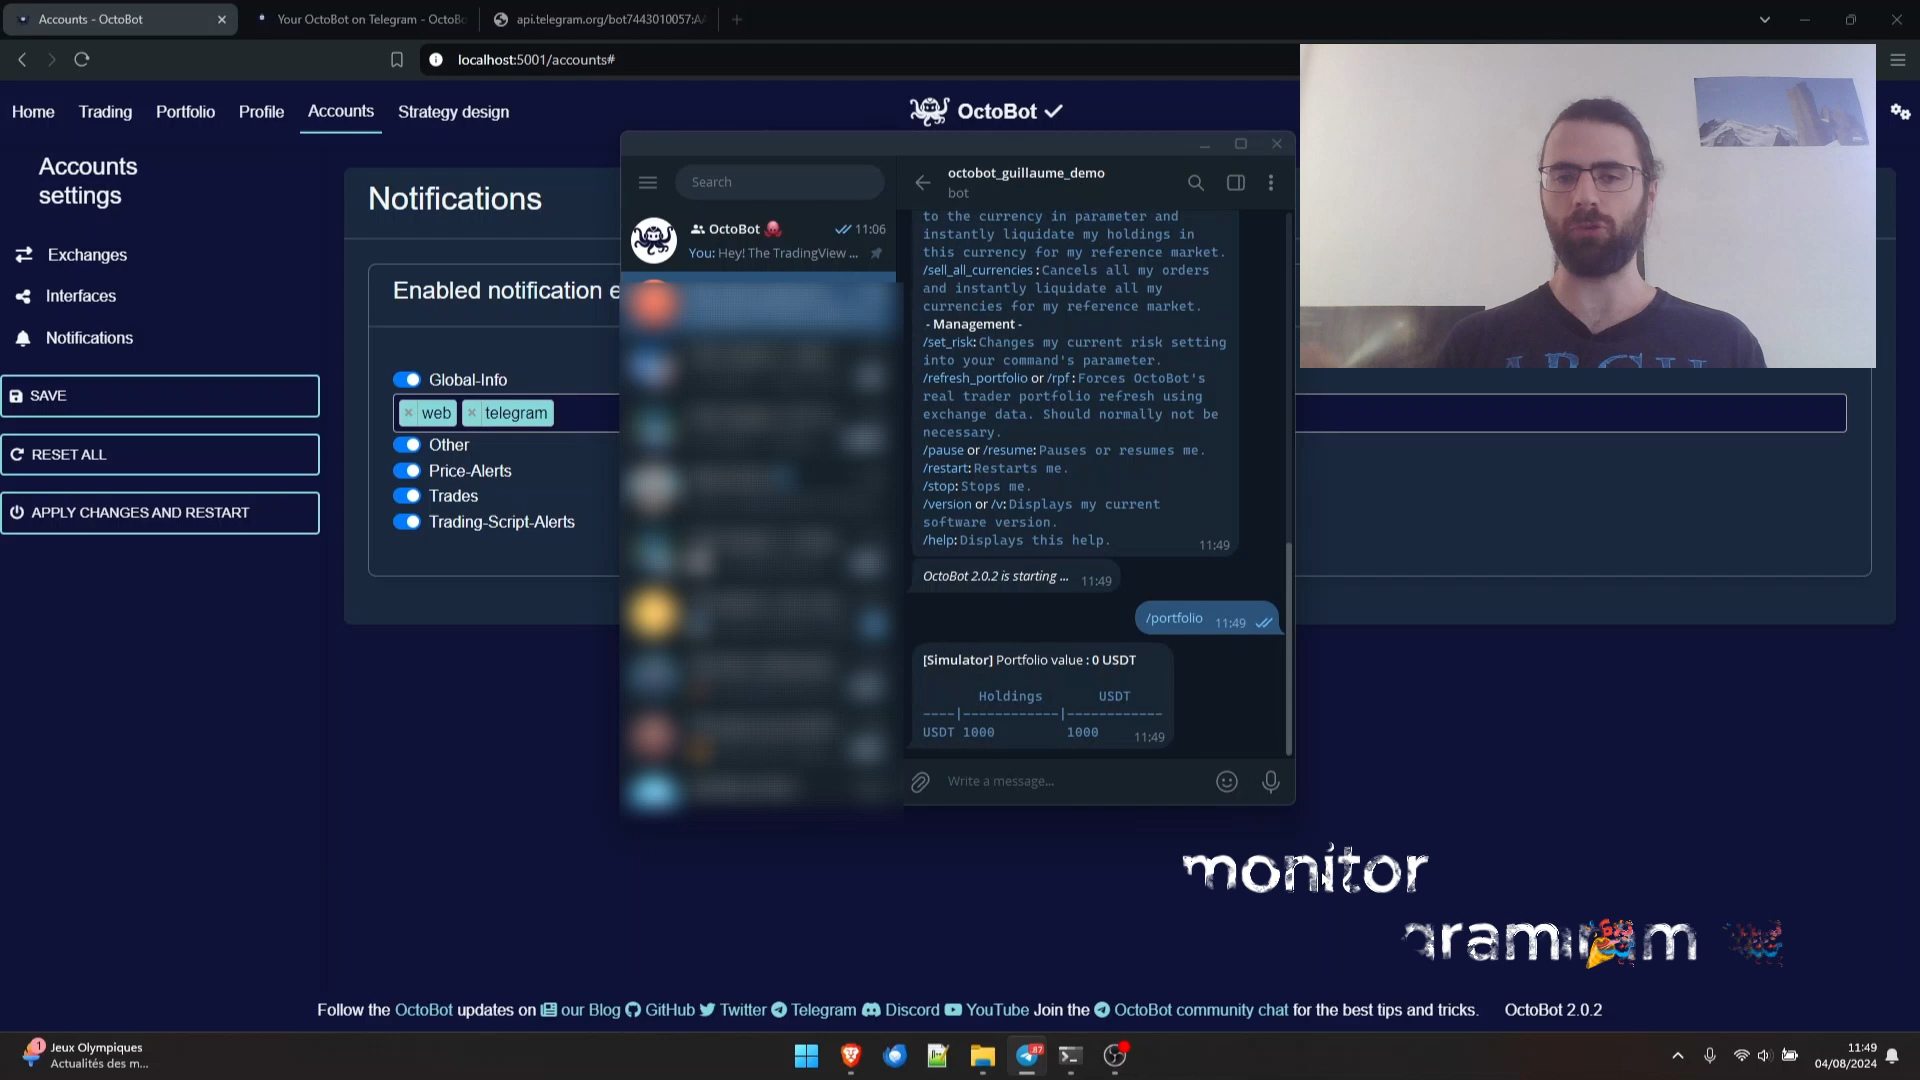 Accounts - OctoBot
Your OctoBot on Telegram - OctoBo
api.telegram.org/bot7443010057:A
localhost:5001/accounts#
Home
Trading
Portfolio
Profile
Accounts
Strategy design
OctoBot
Accounts
settings
Exchanges
Interfaces
Notifications
SAVE
RESET ALL
APPLY CHANGES AND RESTART
Notifications
Enabled notification e
Global-Info
× web × telegram
Other
Price-Alerts
Trades
Trading-Script-Alerts
Search
OctoBot 11:06
You: Hey! The TradingView ...
octobot_guillaume_demo
bot
to the currency in parameter and
instantly liquidate my holdings in
this currency for my reference market.
/sell_all_currencies: Cancels all my orders
and instantly liquidate all my
currencies for my reference market.
- Management -
/set_risk: Changes my current risk setting
into your command's parameter.
/refresh_portfolio or /rpf: Forces OctoBot's
real trader portfolio refresh using
exchange data. Should normally not be
necessary.
/pause or /resume: Pauses or resumes me.
/restart: Restarts me.
/stop: Stops me.
/version or /v: Displays my current
software version.
/help: Displays this help.
11:49
OctoBot 2.0.2 is starting ... 11:49
/portfolio 11:49
[Simulator] Portfolio value : 0 USDT
Holdings USDT
----|------------|------------
USDT 1000 1000
11:49
Write a message...
monitor
Follow the OctoBot updates on our Blog GitHub Twitter Telegram Discord YouTube Join the OctoBot community chat for the best tips and tricks. OctoBot 2.0.2
1
Jeux Olympiques
Actualités des m...
87
11:49
04/08/2024